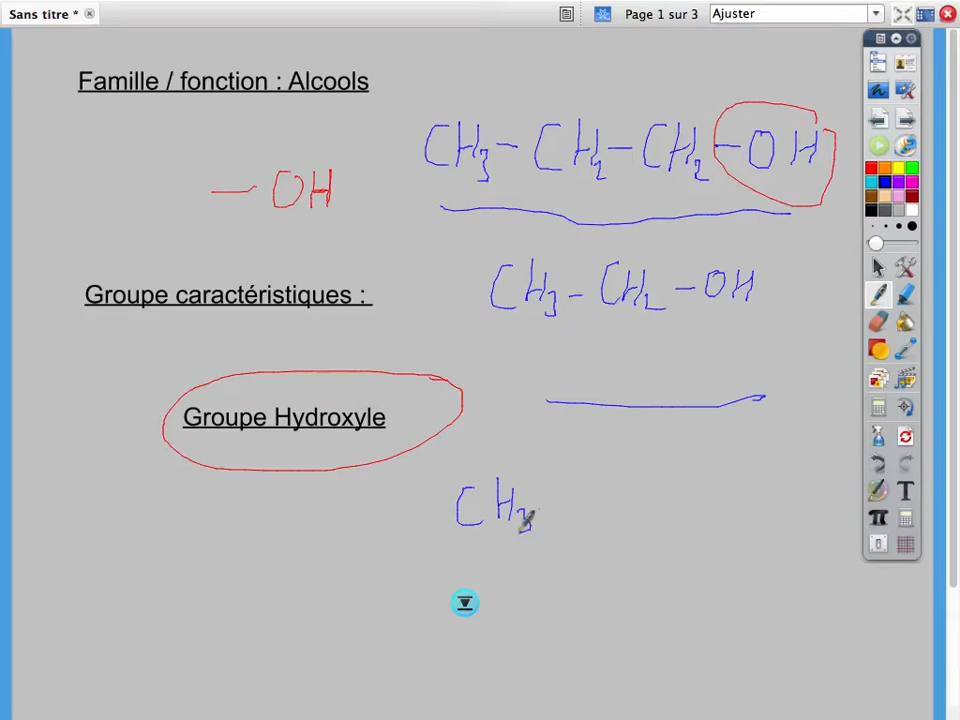 Sans titre *
Page 1 sur 3
Ajuster
Famille / fonction : Alcools
CH3-CH2-CH2-OH
-OH
Groupe caractéristiques :
CH3-CH2-OH
Groupe Hydroxyle
CH3